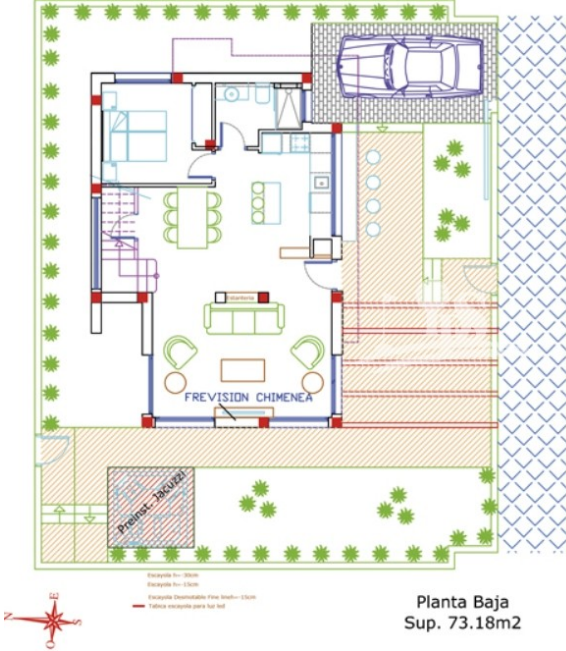 Estanteria
FREVISION CHIMENEA
Preinst. Jacuzzi
Escayola h=-30cm
Escayola h=-15cm
Escayola Desmontable Fine line
h=-15cm
Tabica escayola para luz led
E
N
S
O
Planta Baja
Sup. 73.18m2